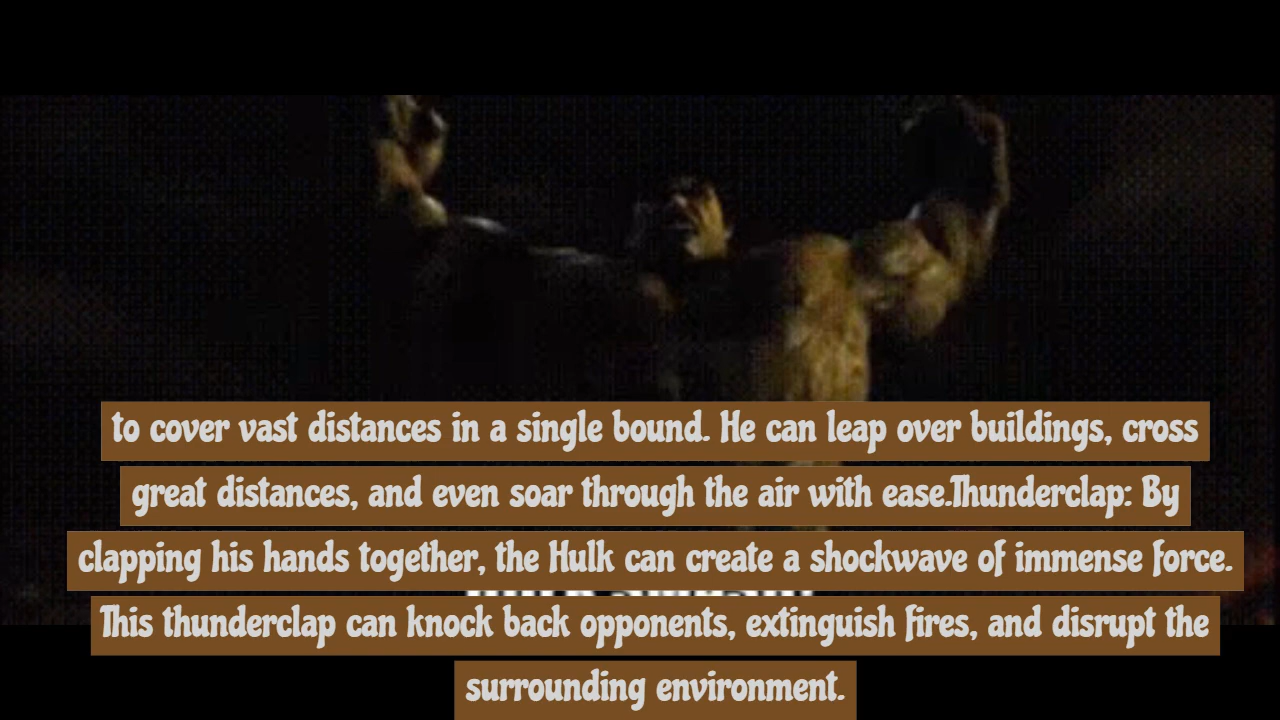 to cover vast distances in a single bound. He can leap over buildings, cross
great distances, and even soar through the air with ease.Thunderclap: By
clapping his hands together, the Hulk can create a shockwave of immense force.
This thunderclap can knock back opponents, extinguish fires, and disrupt the
surrounding environment.